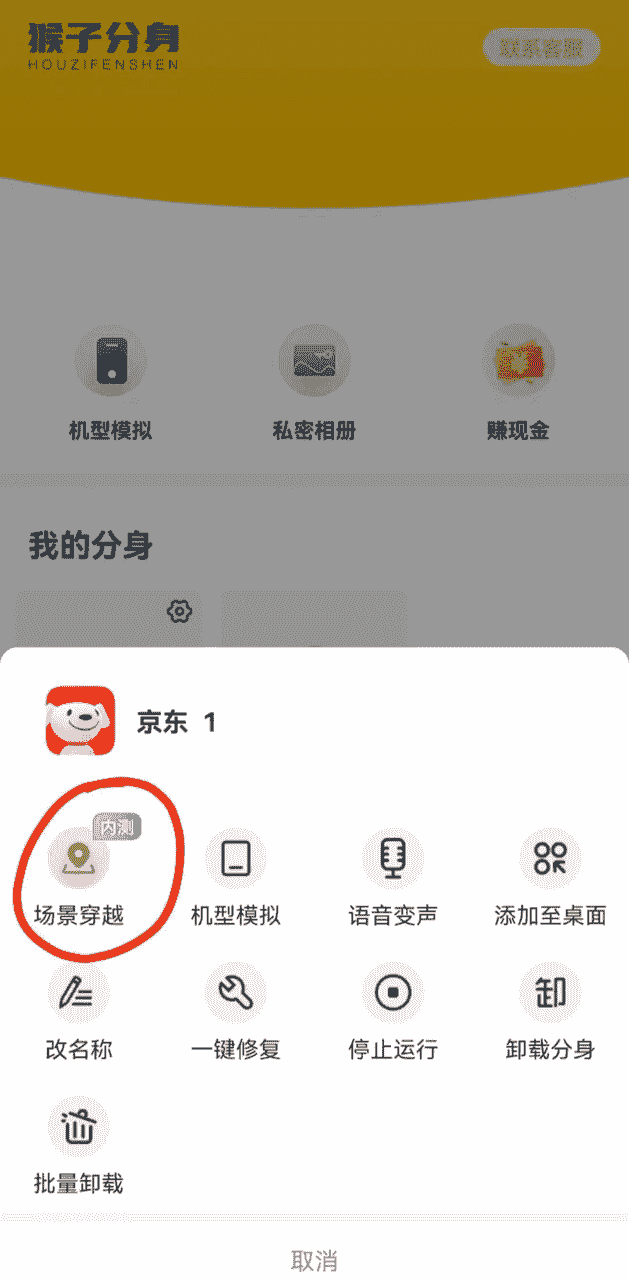 猴子分身
HOUZIFENSHEN
联系客服
机型模拟
私密相册
赚现金
我的分身
京东 1
内测
场景穿越
机型模拟
语音变声
添加至桌面
改名称
一键修复
停止运行
卸
卸载分身
批量卸载
取消